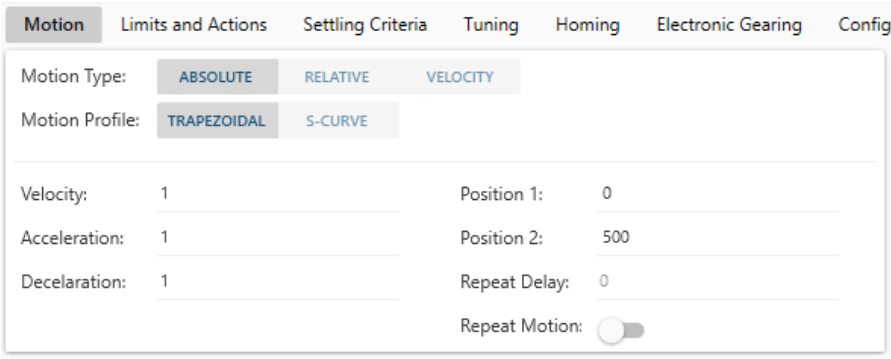 Motion Limits and Actions Settling Criteria Tuning Homing Electronic Gearing Config
Motion Type: ABSOLUTE RELATIVE VELOCITY
Motion Profile: TRAPEZOIDAL S-CURVE
Velocity: 1 Position 1: 0
Acceleration: 1 Position 2: 500
Decelaration: 1 Repeat Delay: 0
Repeat Motion: